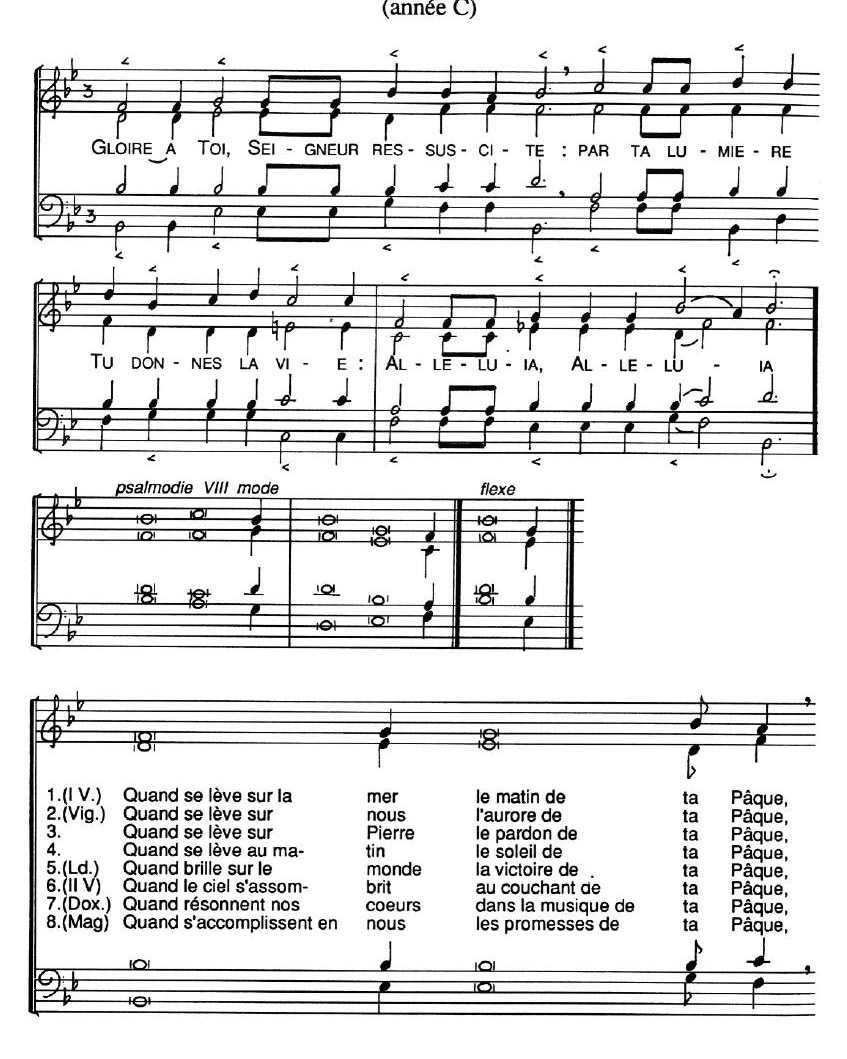 (année C)
3
GLOIRE A TOI, SEI - GNEUR RES - SUS - CI - TE : PAR TA LU - MIE - RE
3
TU DON - NES LA VI - E : AL - LE - LU - IA, AL - LE - LU - IA
psalmodie VIII mode flexe
1.(I V.) Quand se lève sur la mer le matin de ta Pâque,
2.(Vig.) Quand se lève sur nous l'aurore de ta Pâque,
3. Quand se lève sur Pierre le pardon de ta Pâque,
4. Quand se lève au ma- tin le soleil de ta Pâque,
5.(Ld.) Quand brille sur le monde la victoire de ta Pâque,
6.(II V) Quand le ciel s'assom- brit au couchant de ta Pâque,
7.(Dox.) Quand résonnent nos coeurs dans la musique de ta Pâque,
8.(Mag) Quand s'accomplissent en nous les promesses de ta Pâque,